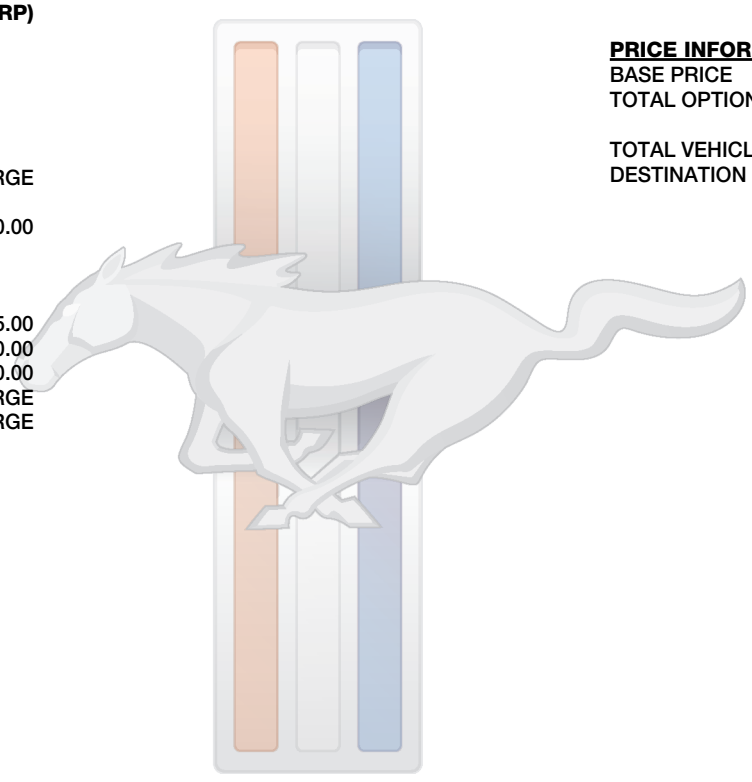 RP)
RGE
0.00
5.00
0.00
0.00
RGE
RGE
PRICE INFOR
BASE PRICE
TOTAL OPTION
TOTAL VEHICL
DESTINATION